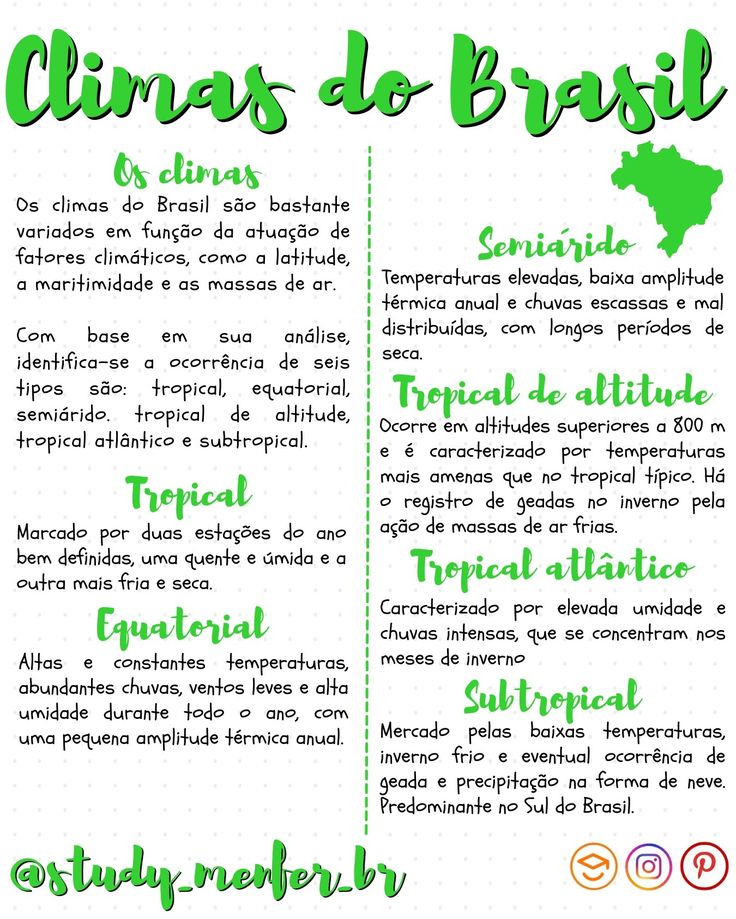 Climas do Brasil
Os climas
Os climas do Brasil são bastante
variados em função da atuação de
fatores climáticos, como a latitude,
a maritimidade e as massas de ar.
Com base em sua análise,
identifica-se a ocorrência de seis
tipos são: tropical, equatorial,
semiárido. tropical de altitude,
tropical atlântico e subtropical.
Tropical
Marcado por duas estações do ano
bem definidas, uma quente e úmida e a
outra mais fria e seca.
Equatorial
Altas e constantes temperaturas,
abundantes chuvas, ventos leves e alta
umidade durante todo o ano, com
uma pequena amplitude térmica anual.
Semiárido
Temperaturas elevadas, baixa amplitude
térmica anual e chuvas escassas e mal
distribuídas, com longos períodos de
seca.
Tropical de altitude
Ocorre em altitudes superiores a 800 m
e é caracterizado por temperaturas
mais amenas que no tropical típico. Há
o registro de geadas no inverno pela
ação de massas de ar frias.
Tropical atlântico
Caracterizado por elevada umidade e
chuvas intensas, que se concentram nos
meses de inverno
Subtropical
Mercado pelas baixas temperaturas,
inverno frio e eventual ocorrência de
geada e precipitação na forma de neve.
Predominante no Sul do Brasil.
@study_menfer_br